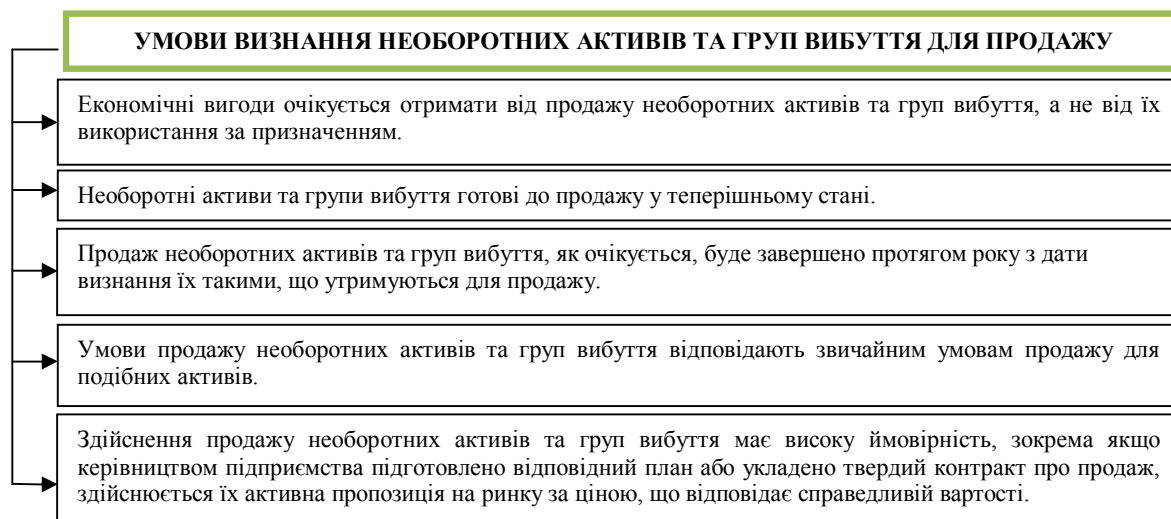 УМОВИ ВИЗНАННЯ НЕОБОРОТНИХ АКТИВІВ ТА ГРУП ВИБУТТЯ ДЛЯ ПРОДАЖУ
Економічні вигоди очікується отримати від продажу необоротних активів та груп вибуття, а не від їх
використання за призначенням.
Необоротні активи та групи вибуття готові до продажу у теперішньому стані.
Продаж необоротних активів та груп вибуття, як очікується, буде завершено протягом року з дати
визнання їх такими, що утримуються для продажу.
Умови продажу необоротних активів та груп вибуття відповідають звичайним умовам продажу для
подібних активів.
Здійснення продажу необоротних активів та груп вибуття має високу ймовірність, зокрема якщо
керівництвом підприємства підготовлено відповідний план або укладено твердий контракт про продаж,
здійснюється їх активна пропозиція на ринку за ціною, що відповідає справедливій вартості.